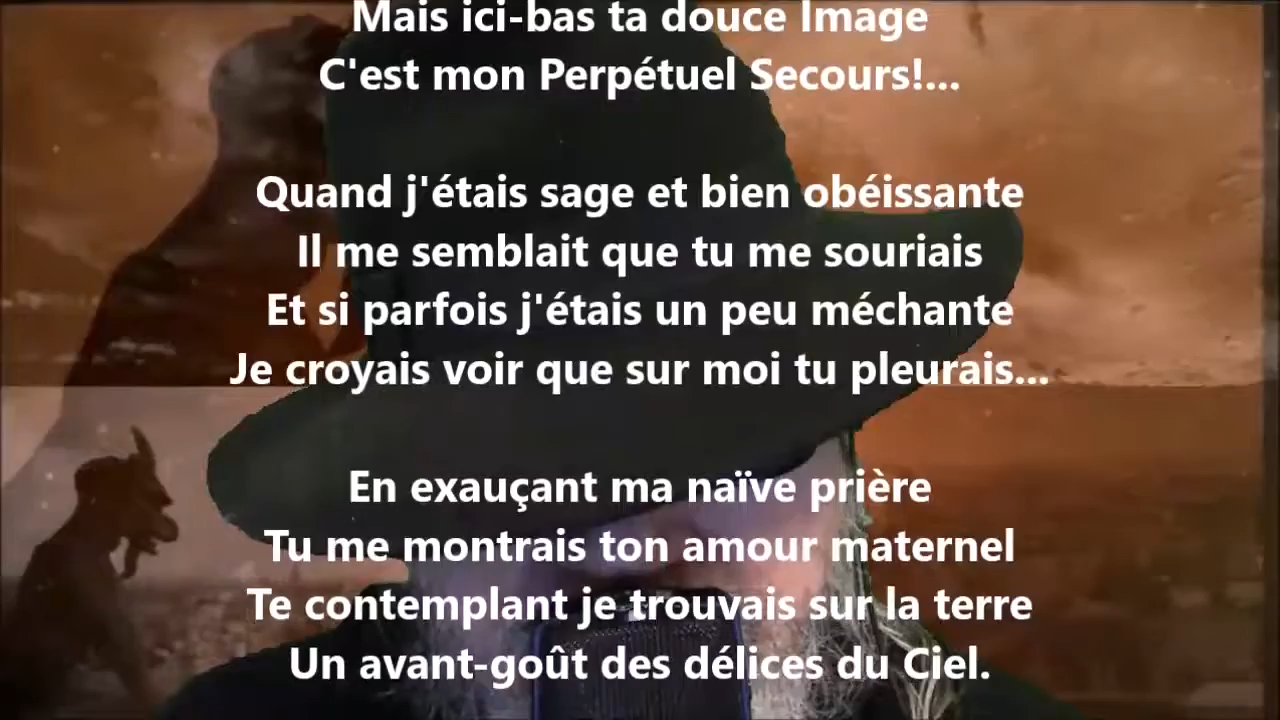 Mais ici-bas ta douce Image
C'est mon Perpétuel Secours!...
Quand j'étais sage et bien obéissante
Il me semblait que tu me souriais
Et si parfois j'étais un peu méchante
Je croyais voir que sur moi tu pleurais...
En exauçant ma naïve prière
Tu me montrais ton amour maternel
Te contemplant je trouvais sur la terre
Un avant-goût des délices du Ciel.